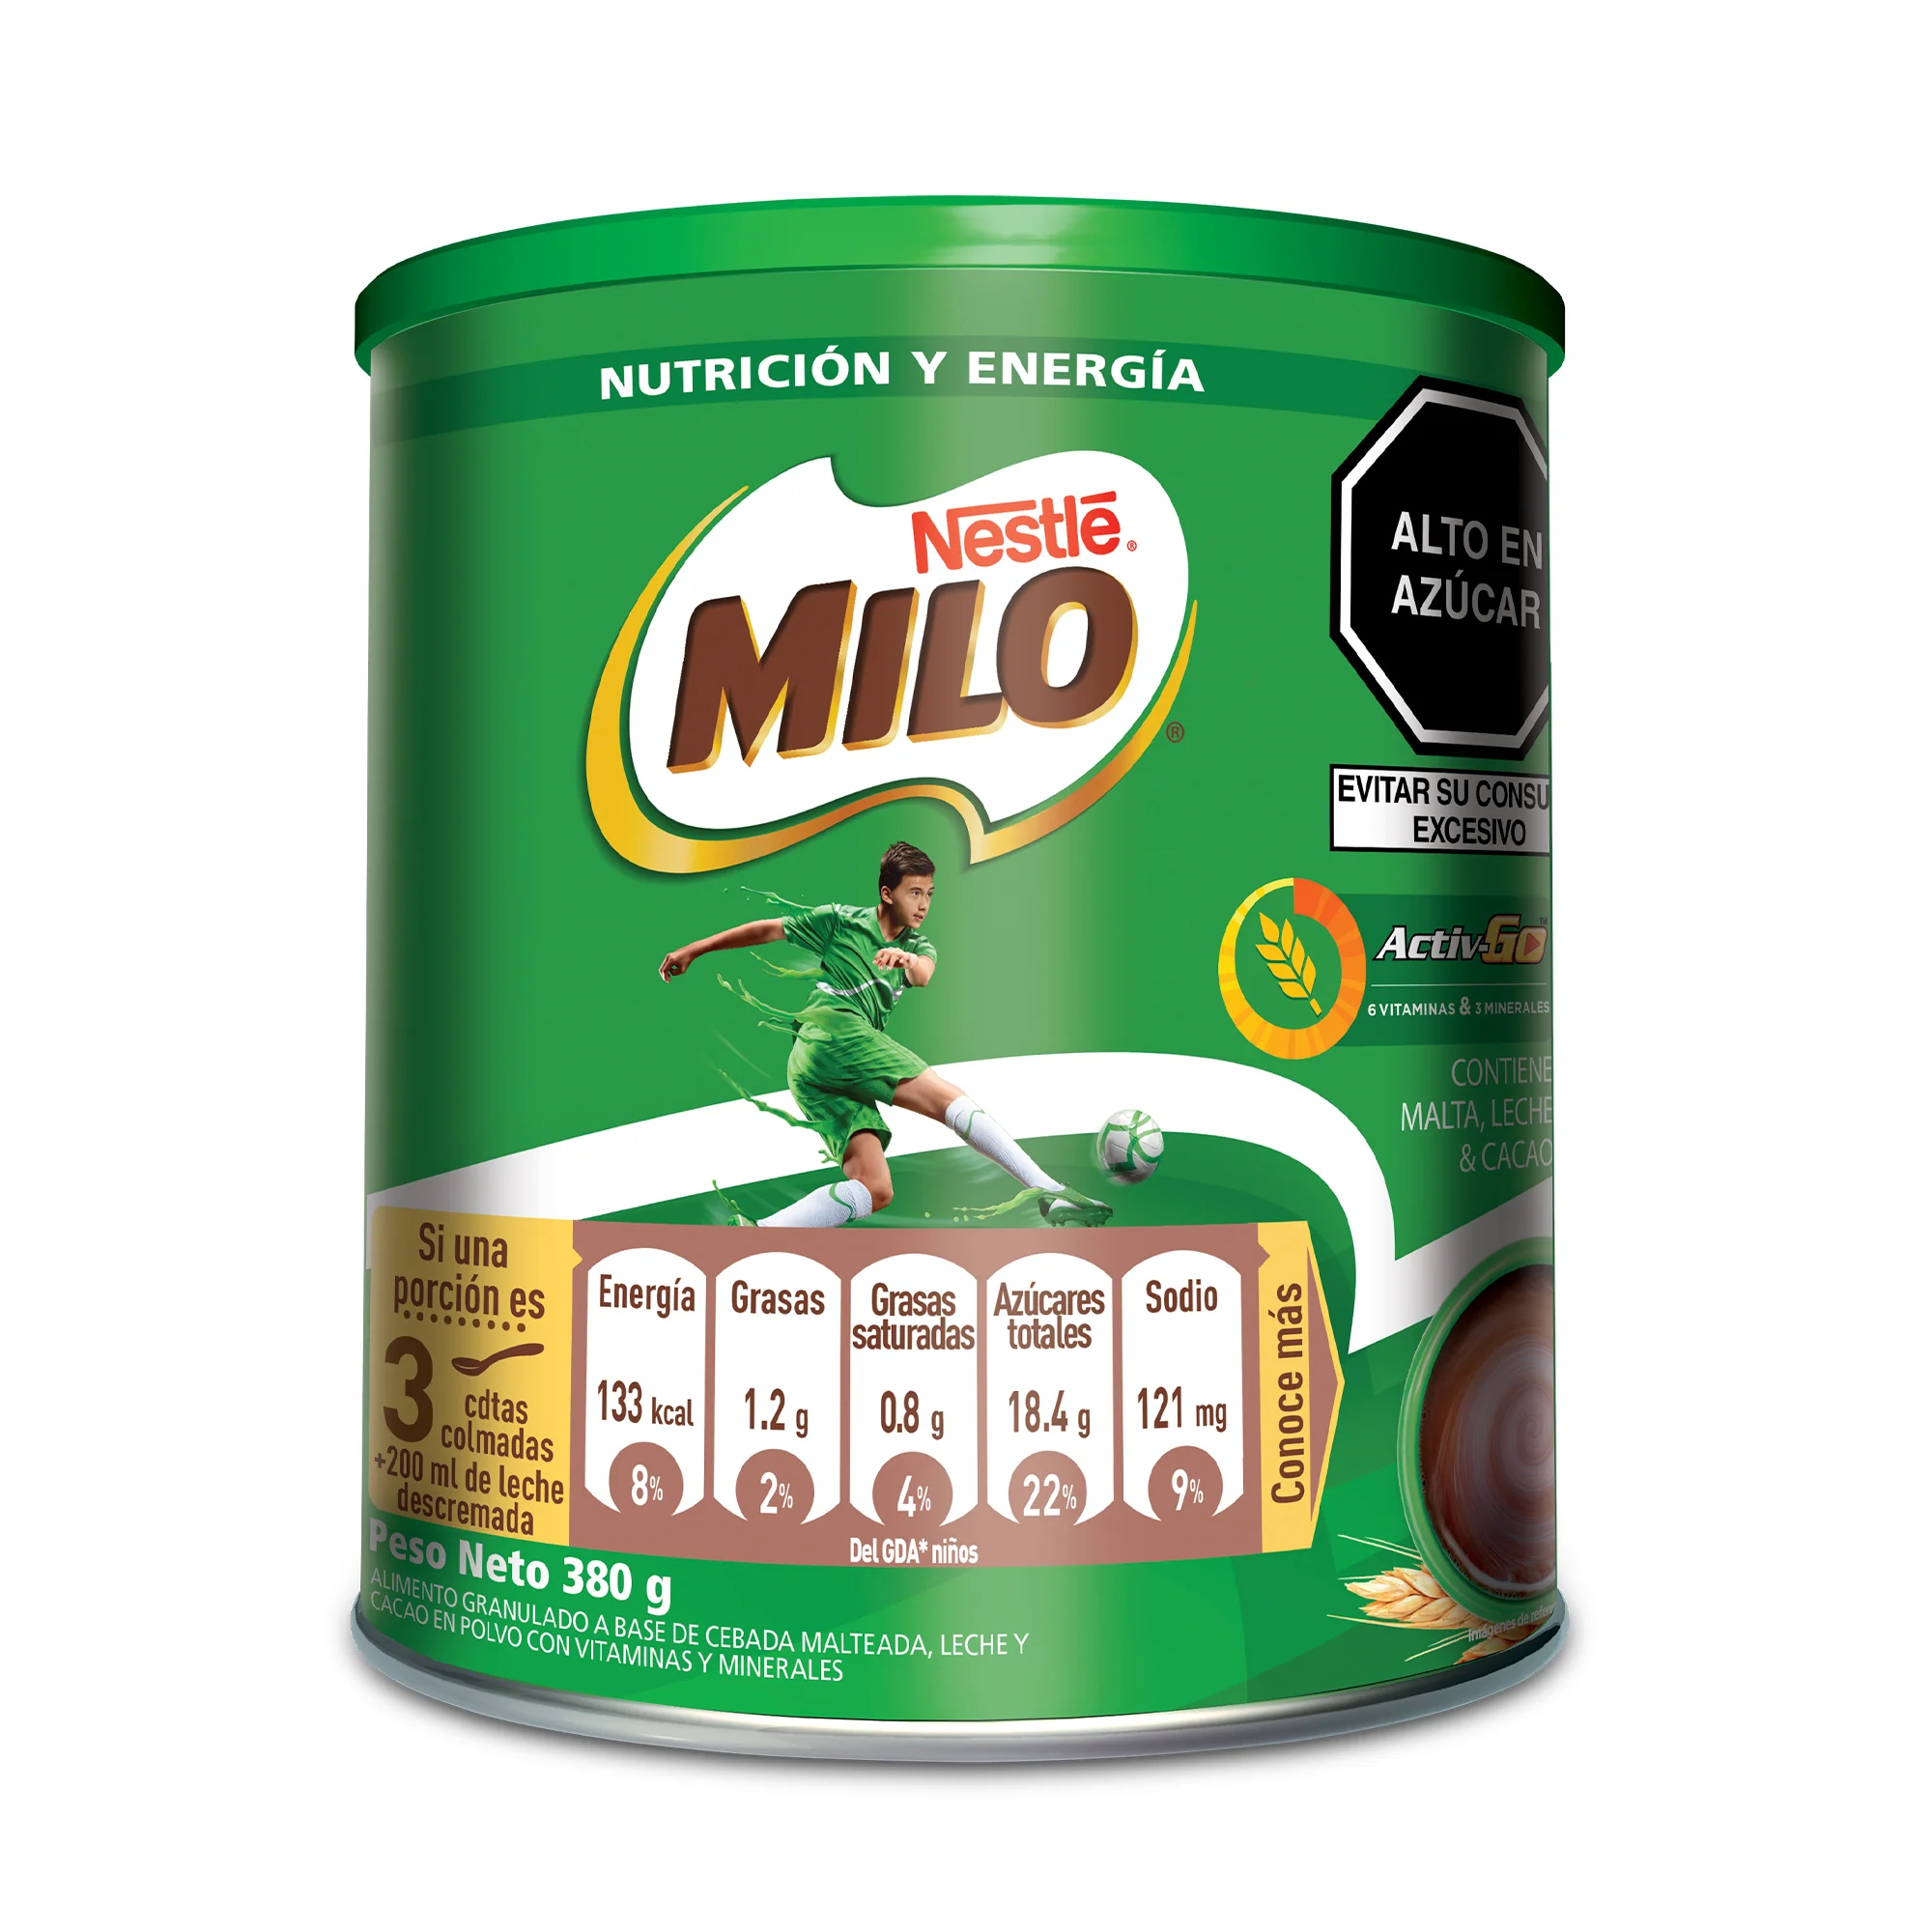 NUTRICIÓN Y ENERGÍA
Nestlé®
MILO®
ALTO EN
AZÚCAR
EVITAR SU CONSU
EXCESIVO
Activ-GO™
6 VITAMINAS & 3 MINERALES
CONTIENE
MALTA, LECHE
& CACAO
Si una
porción es
3 cdtas
colmadas
+200 ml de leche
descremada
Energía
133 kcal
8%
Grasas
1.2 g
2%
Grasas
saturadas
0.8 g
4%
Azúcares
totales
18.4 g
22%
Sodio
121 mg
9%
Del GDA* niños
Conoce más
Peso Neto 380 g
ALIMENTO GRANULADO A BASE DE CEBADA MALTEADA, LECHE Y
CACAO EN POLVO CON VITAMINAS Y MINERALES
Imágenes de